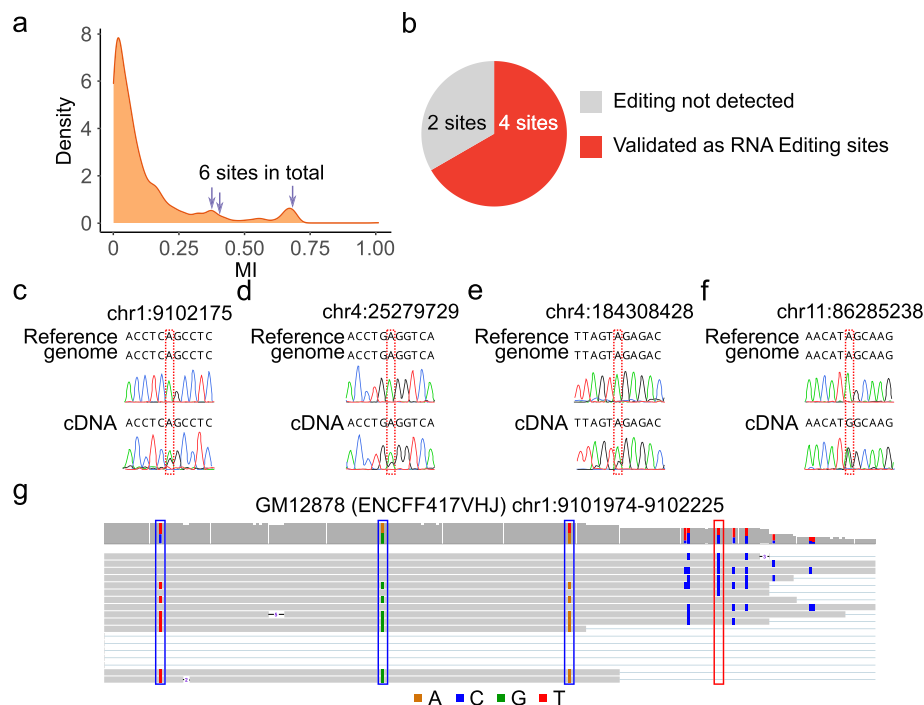 a
8
6
4
2
0
Density
6 sites in total
0
0.25
0.50
0.75
1.00
MI
b
2 sites
4 sites
Editing not detected
Validated as RNA Editing sites
c
chr1:9102175
Reference genome
ACCTCAGCCTC
ACCTCAGCCTC
cDNA
ACCTCAGCCTC
d
chr4:25279729
Reference genome
ACCTGAGGTCA
ACCTGAGGTCA
cDNA
ACCTGAGGTCA
e
chr4:184308428
Reference genome
TTAGTAGAGAC
TTAGTAGAGAC
cDNA
TTAGTAGAGAC
f
chr11:86285238
Reference genome
AACATAGCAAG
AACATAGCAAG
cDNA
AACATGGCAAG
g
GM12878 (ENCFF417VHJ) chr1:9101974-9102225
A C G T